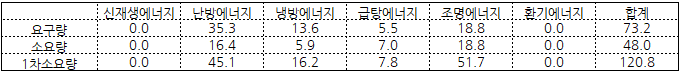 신재생에너지 난방에너지 냉방에너지 급탕에너지 조명에너지 환기에너지 합계
요구량 0.0 35.3 13.6 5.5 18.8 0.0 73.2
소요량 0.0 16.4 5.9 7.0 18.8 0.0 48.0
1차소요량 0.0 45.1 16.2 7.8 51.7 0.0 120.8